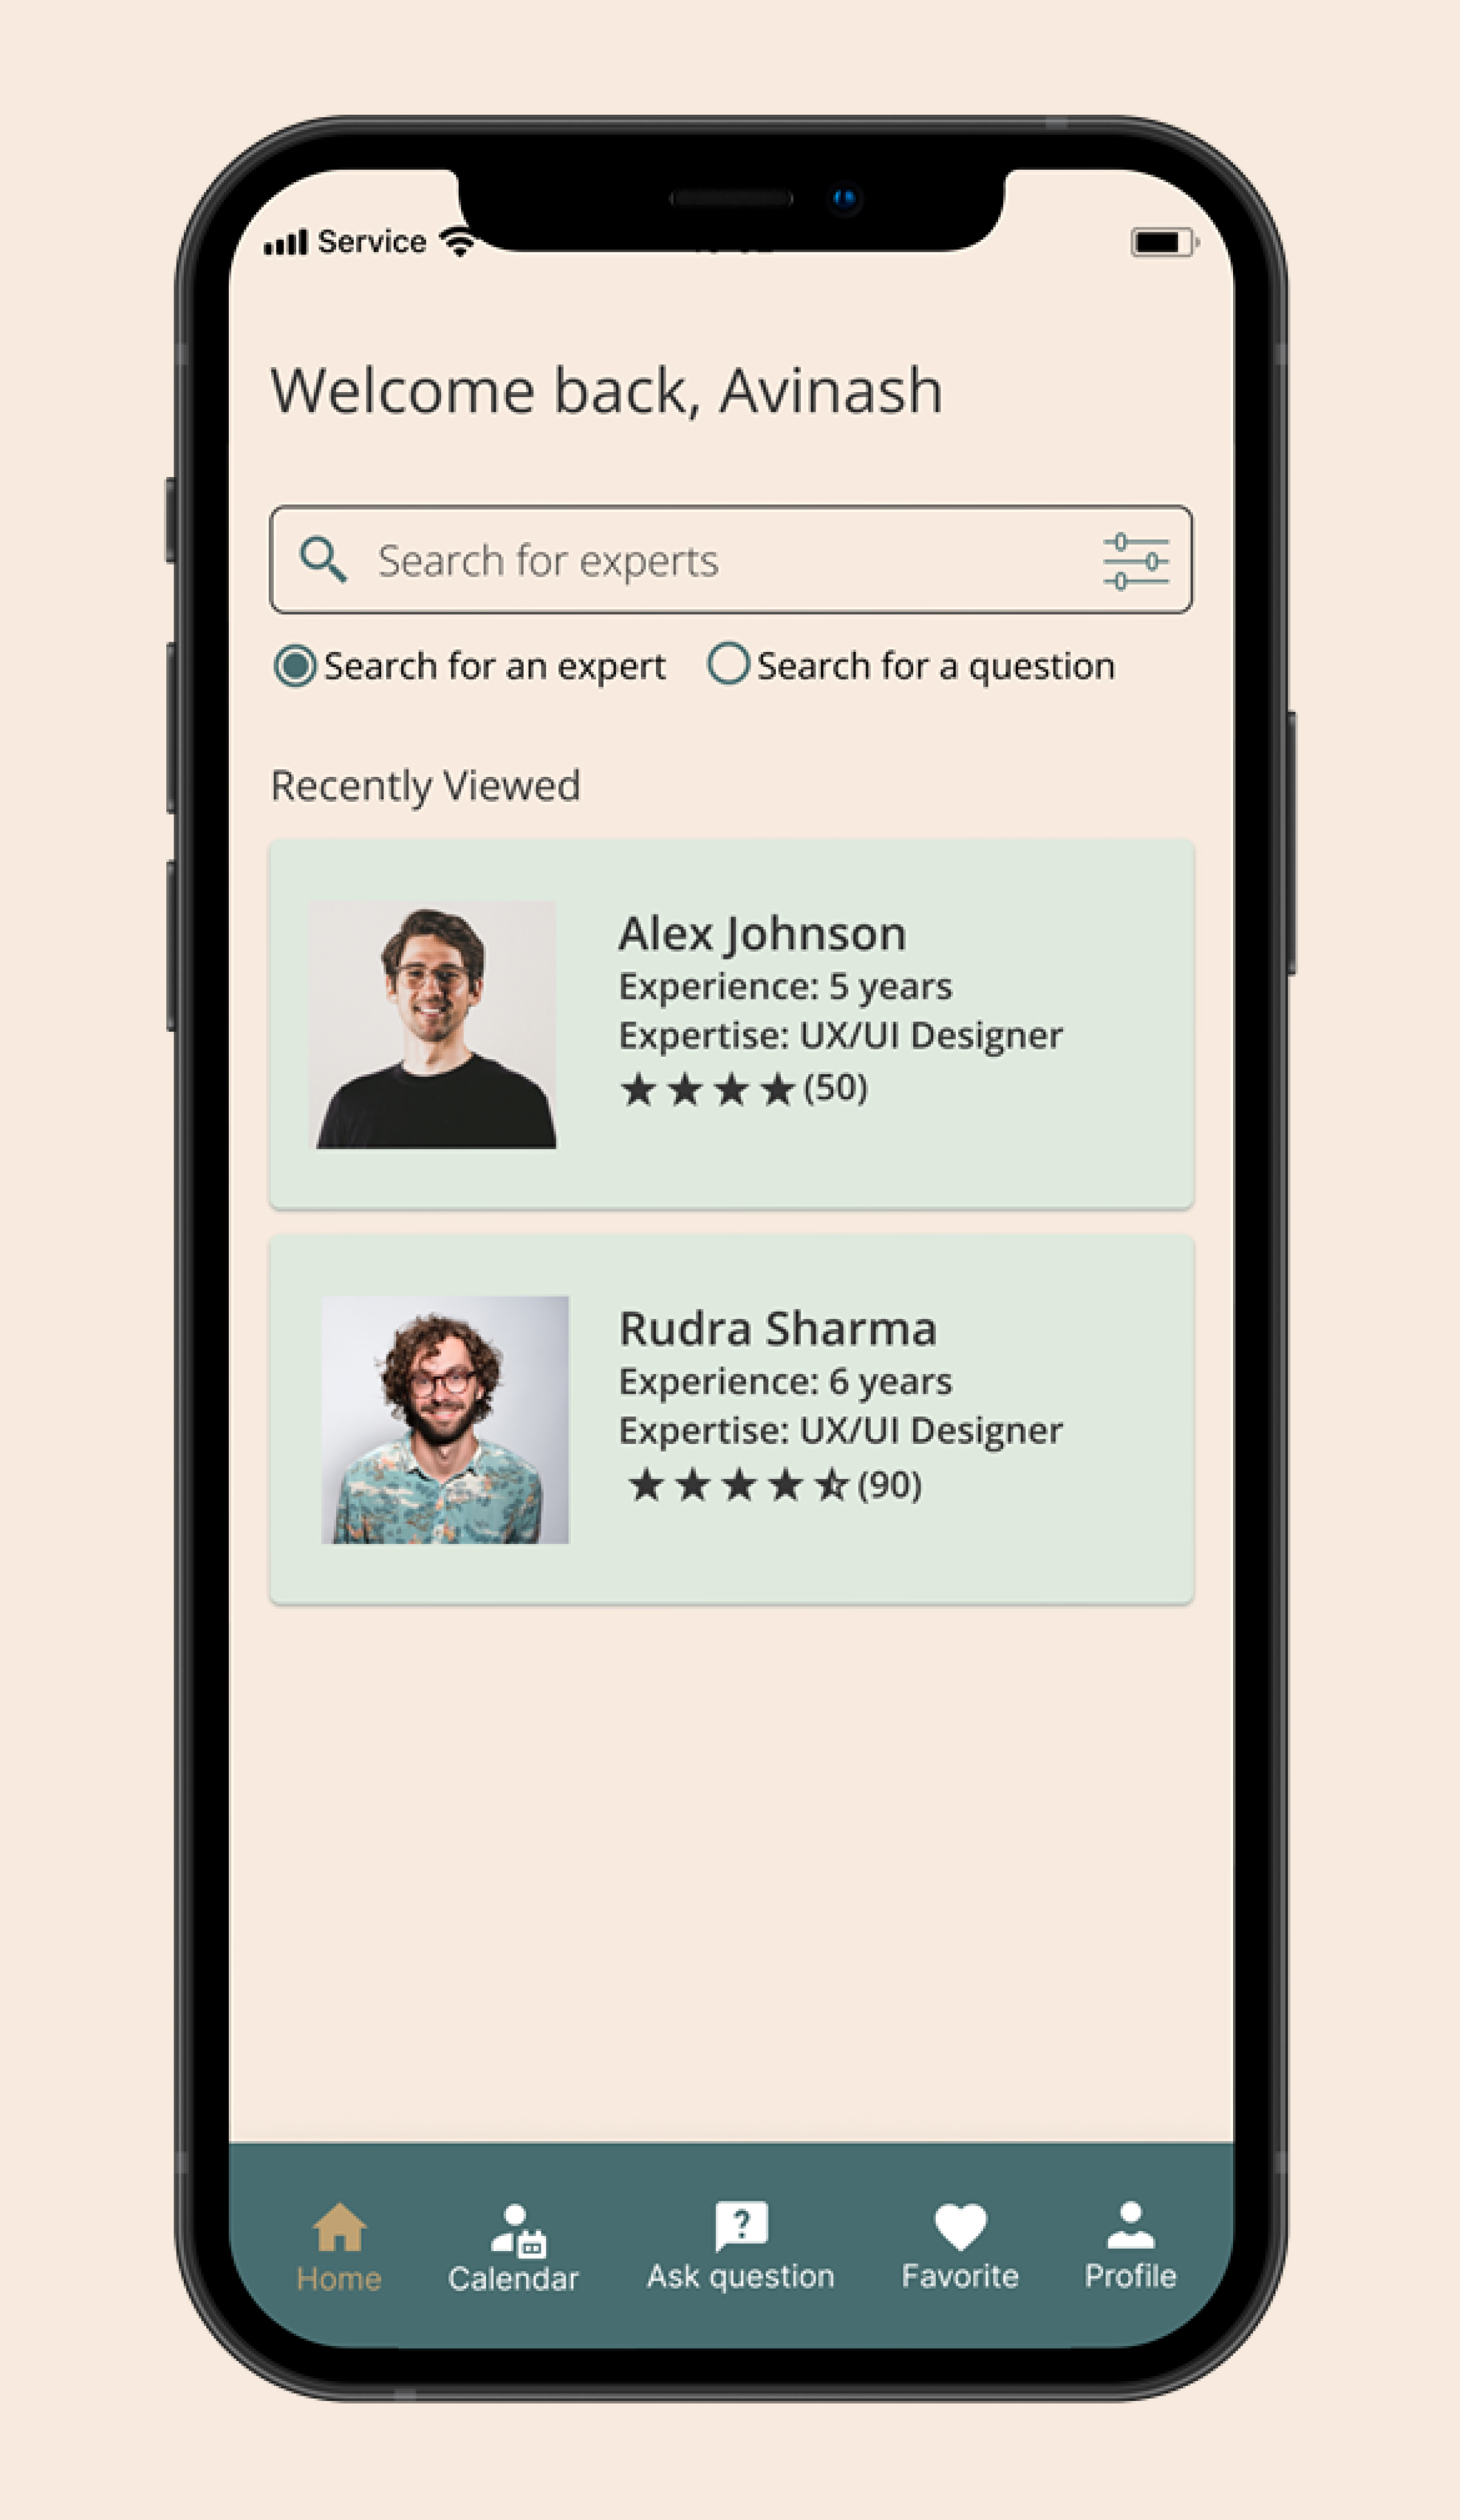 Service
Welcome back, Avinash
Search for experts
Search for an expert
Search for a question
Recently Viewed
Alex Johnson
Experience: 5 years
Expertise: UX/UI Designer
★★★★(50)
Rudra Sharma
Experience: 6 years
Expertise: UX/UI Designer
(90)
?
Home
Calendar
Ask question
Favorite
Profile